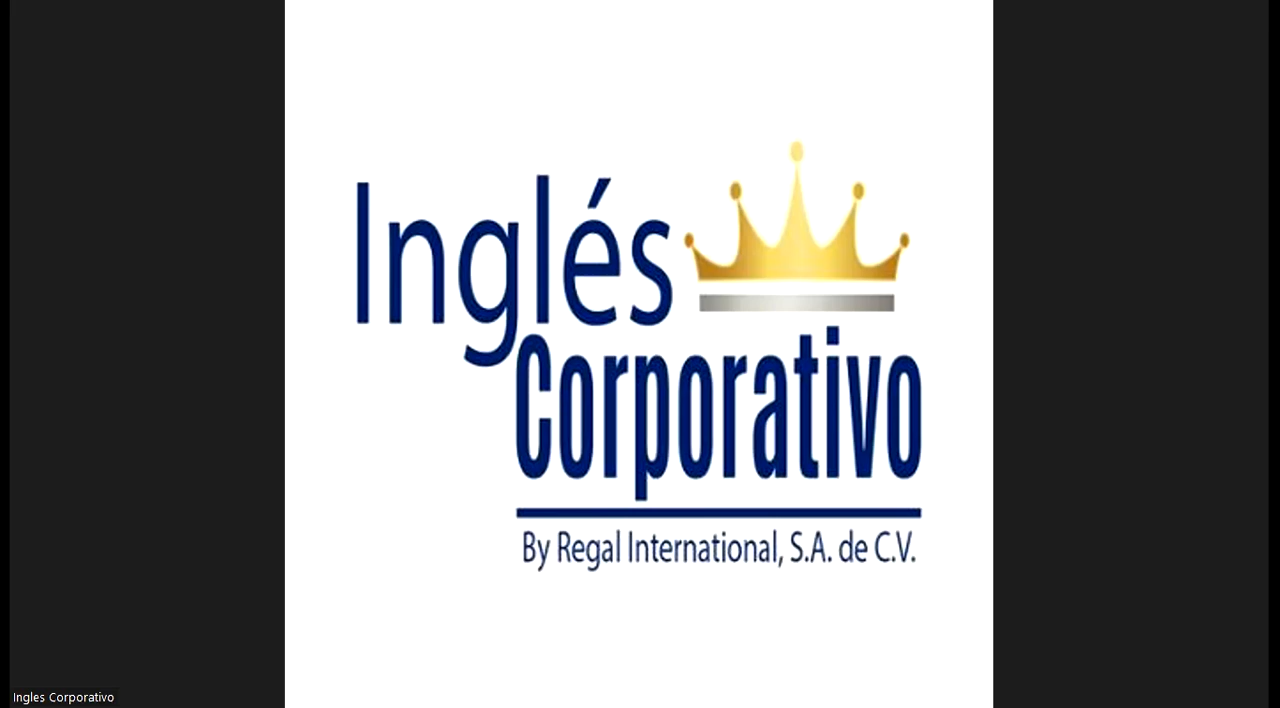 Inglés
Corporativo
By Regal International, S.A. de C.V.
Ingles Corporativo